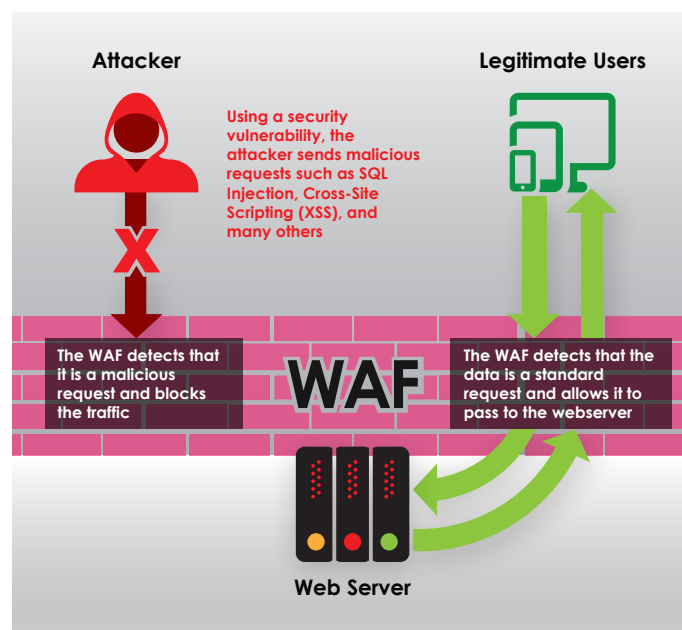 Attacker
Legitimate Users
Using a security
vulnerability, the
attacker sends malicious
requests such as SQL
Injection, Cross-Site
Scripting (XSS), and
many others
X
The WAF detects that
it is a malicious
request and blocks
the traffic
WAF
The WAF detects that the
data is a standard
request and allows it to
pass to the webserver
Web Server